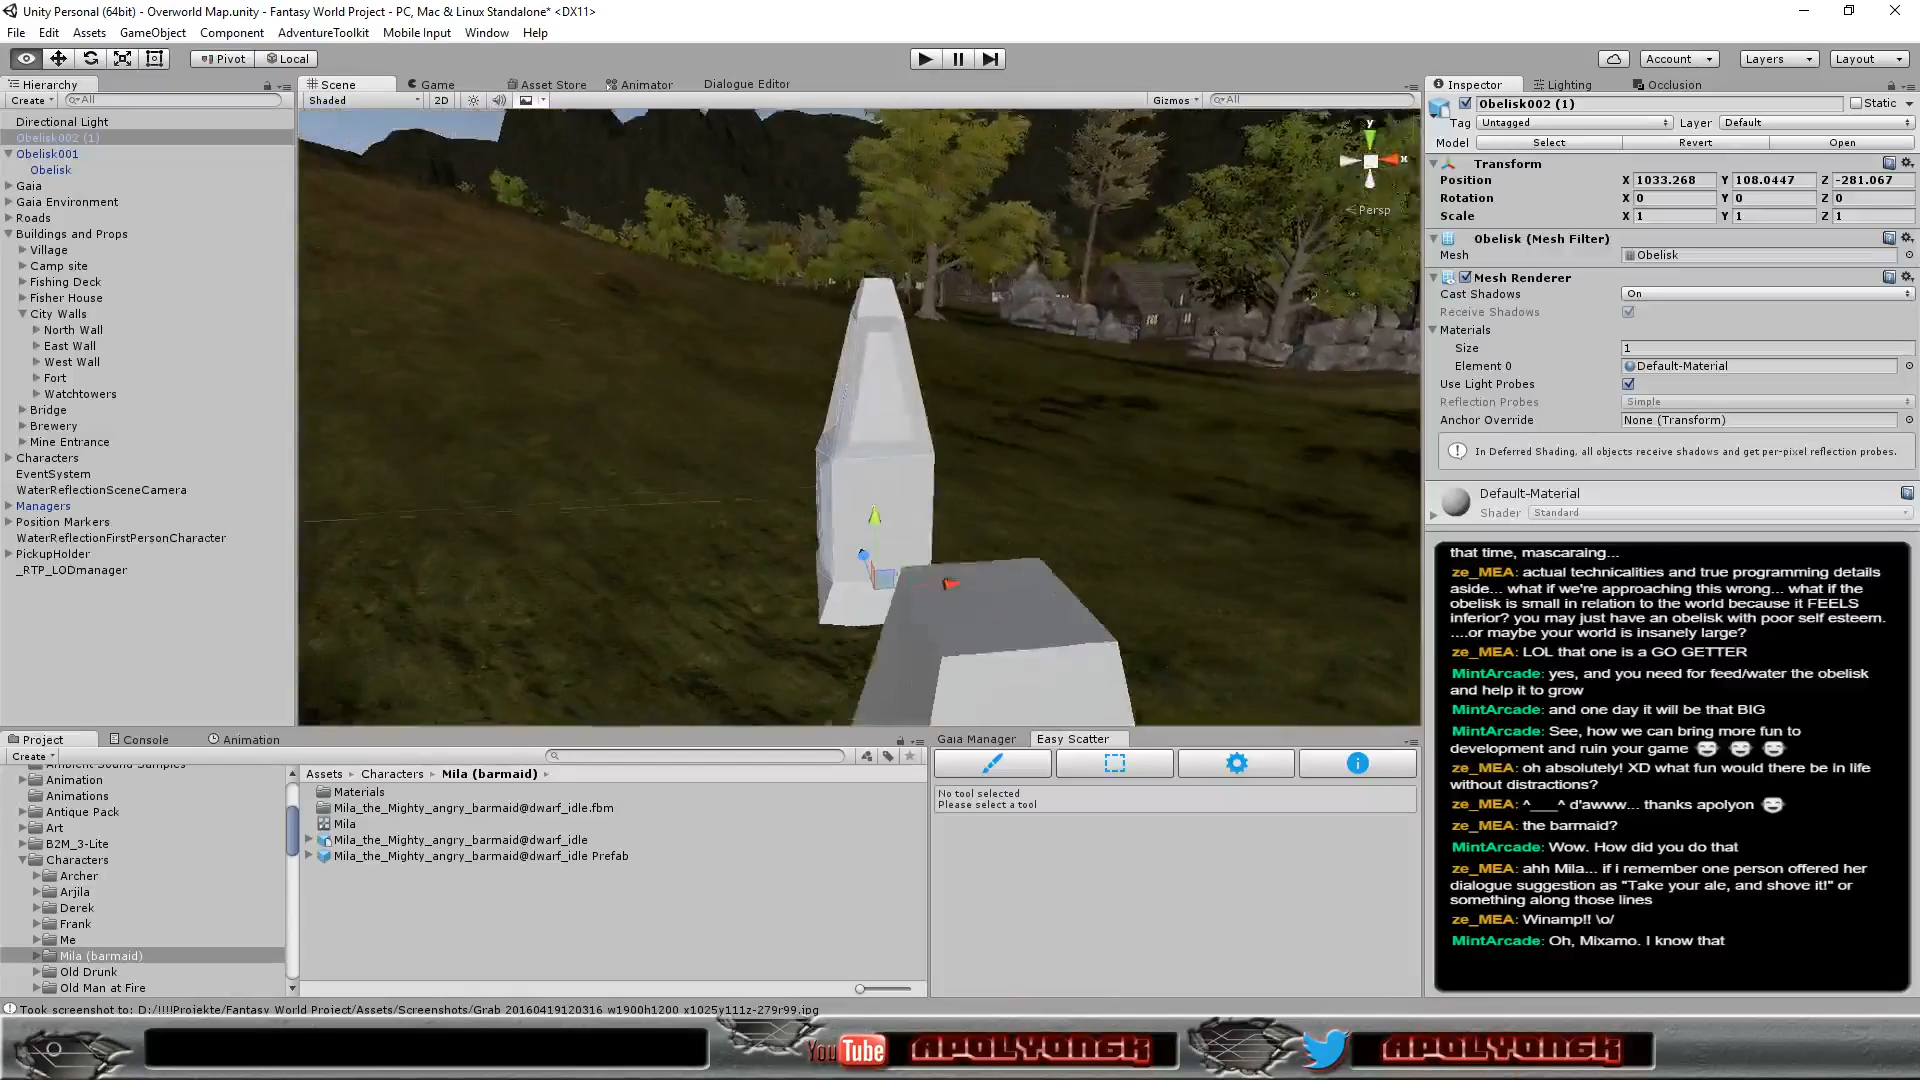 Unity Personal (64bit) - Overworld Map.unity - Fantasy World Project - PC, Mac & Linux Standalone* <DX11>
File Edit Assets GameObject Component AdventureToolkit Mobile Input Window Help
Pivot Local Account Layers Layout
Hierarchy
Create All
Directional Light
Obelisk002 (1)
Obelisk001
Obelisk
Gaia
Gaia Environment
Roads
Buildings and Props
Village
Camp site
Fishing Deck
Fisher House
City Walls
North Wall
East Wall
West Wall
Fort
Watchtowers
Bridge
Brewery
Mine Entrance
Characters
EventSystem
WaterReflectionSceneCamera
Managers
Position Markers
WaterReflectionFirstPersonCharacter
PickupHolder
_RTP_LODmanager
Scene Game Asset Store Animator Dialogue Editor
Shaded 2D Gizmos All
y
x
Persp
Inspector Lighting Occlusion
Obelisk002 (1) Static
Tag Untagged Layer Default
Model Select Revert Open
Transform
Position X 1033.268 Y 108.0447 Z -281.067
Rotation X 0 Y 0 Z 0
Scale X 1 Y 1 Z 1
Obelisk (Mesh Filter)
Mesh Obelisk
Mesh Renderer
Cast Shadows On
Receive Shadows
Materials
Size 1
Element 0 Default-Material
Use Light Probes
Reflection Probes Simple
Anchor Override None (Transform)
In Deferred Shading, all objects receive shadows and get per-pixel reflection probes.
Default-Material
Shader Standard
that time, mascaraing...
ze_MEA: actual technicalities and true programming details
aside... what if we're approaching this wrong... what if the
obelisk is small in relation to the world because it FEELS
inferior? you may just have an obelisk with poor self esteem.
....or maybe your world is insanely large?
ze_MEA: LOL that one is a GO GETTER
MintArcade: yes, and you need for feed/water the obelisk
and help it to grow
MintArcade: and one day it will be that BIG
MintArcade: See, how we can bring more fun to
development and ruin your game
ze_MEA: oh absolutely! XD what fun would there be in life
without distractions?
ze_MEA: ^____^ d'awww... thanks apolyon
ze_MEA: the barmaid?
MintArcade: Wow. How did you do that
ze_MEA: ahh Mila... if i remember one person offered her
dialogue suggestion as "Take your ale, and shove it!" or
something along those lines
ze_MEA: Winamp!! \o/
MintArcade: Oh, Mixamo. I know that
Project Console Animation
Create
Ambient Sound Samples
Animation
Animations
Antique Pack
Art
B2M_3-Lite
Characters
Archer
Arjila
Derek
Frank
Me
Mila (barmaid)
Old Drunk
Old Man at Fire
Assets Characters Mila (barmaid)
Materials
Mila_the_Mighty_angry_barmaid@dwarf_idle.fbm
Mila
Mila_the_Mighty_angry_barmaid@dwarf_idle
Mila_the_Mighty_angry_barmaid@dwarf_idle Prefab
Gaia Manager Easy Scatter
No tool selected
Please select a tool
Took screenshot to: D:/!!!!Projekte/Fantasy World Project/Assets/Screenshots/Grab 20160419120316 w1900h1200 x1025y111z-279r99.jpg
YouTube APOLYON6K APOLYON6K